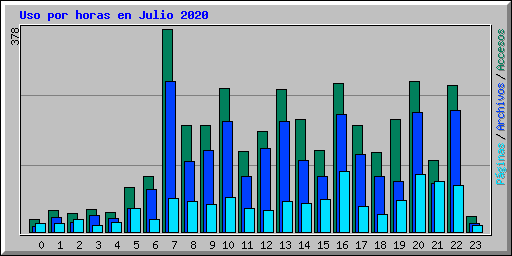 Uso por horas en Julio 2020
378
Páginas / Archivos / Accesos
0 1 2 3 4 5 6 7 8 9 10 11 12 13 14 15 16 17 18 19 20 21 22 23